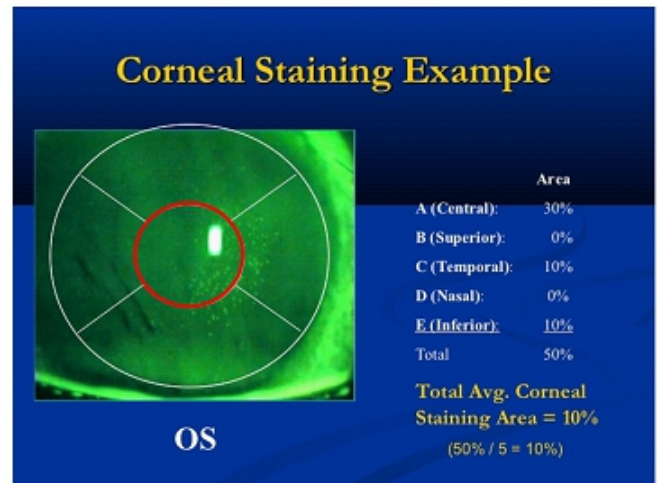 Corneal Staining Example
Area
A (Central): 30%
B (Superior): 0%
C (Temporal): 10%
D (Nasal): 0%
E (Inferior): 10%
Total 50%
Total Avg. Corneal
Staining Area = 10%
(50% / 5 = 10%)
OS